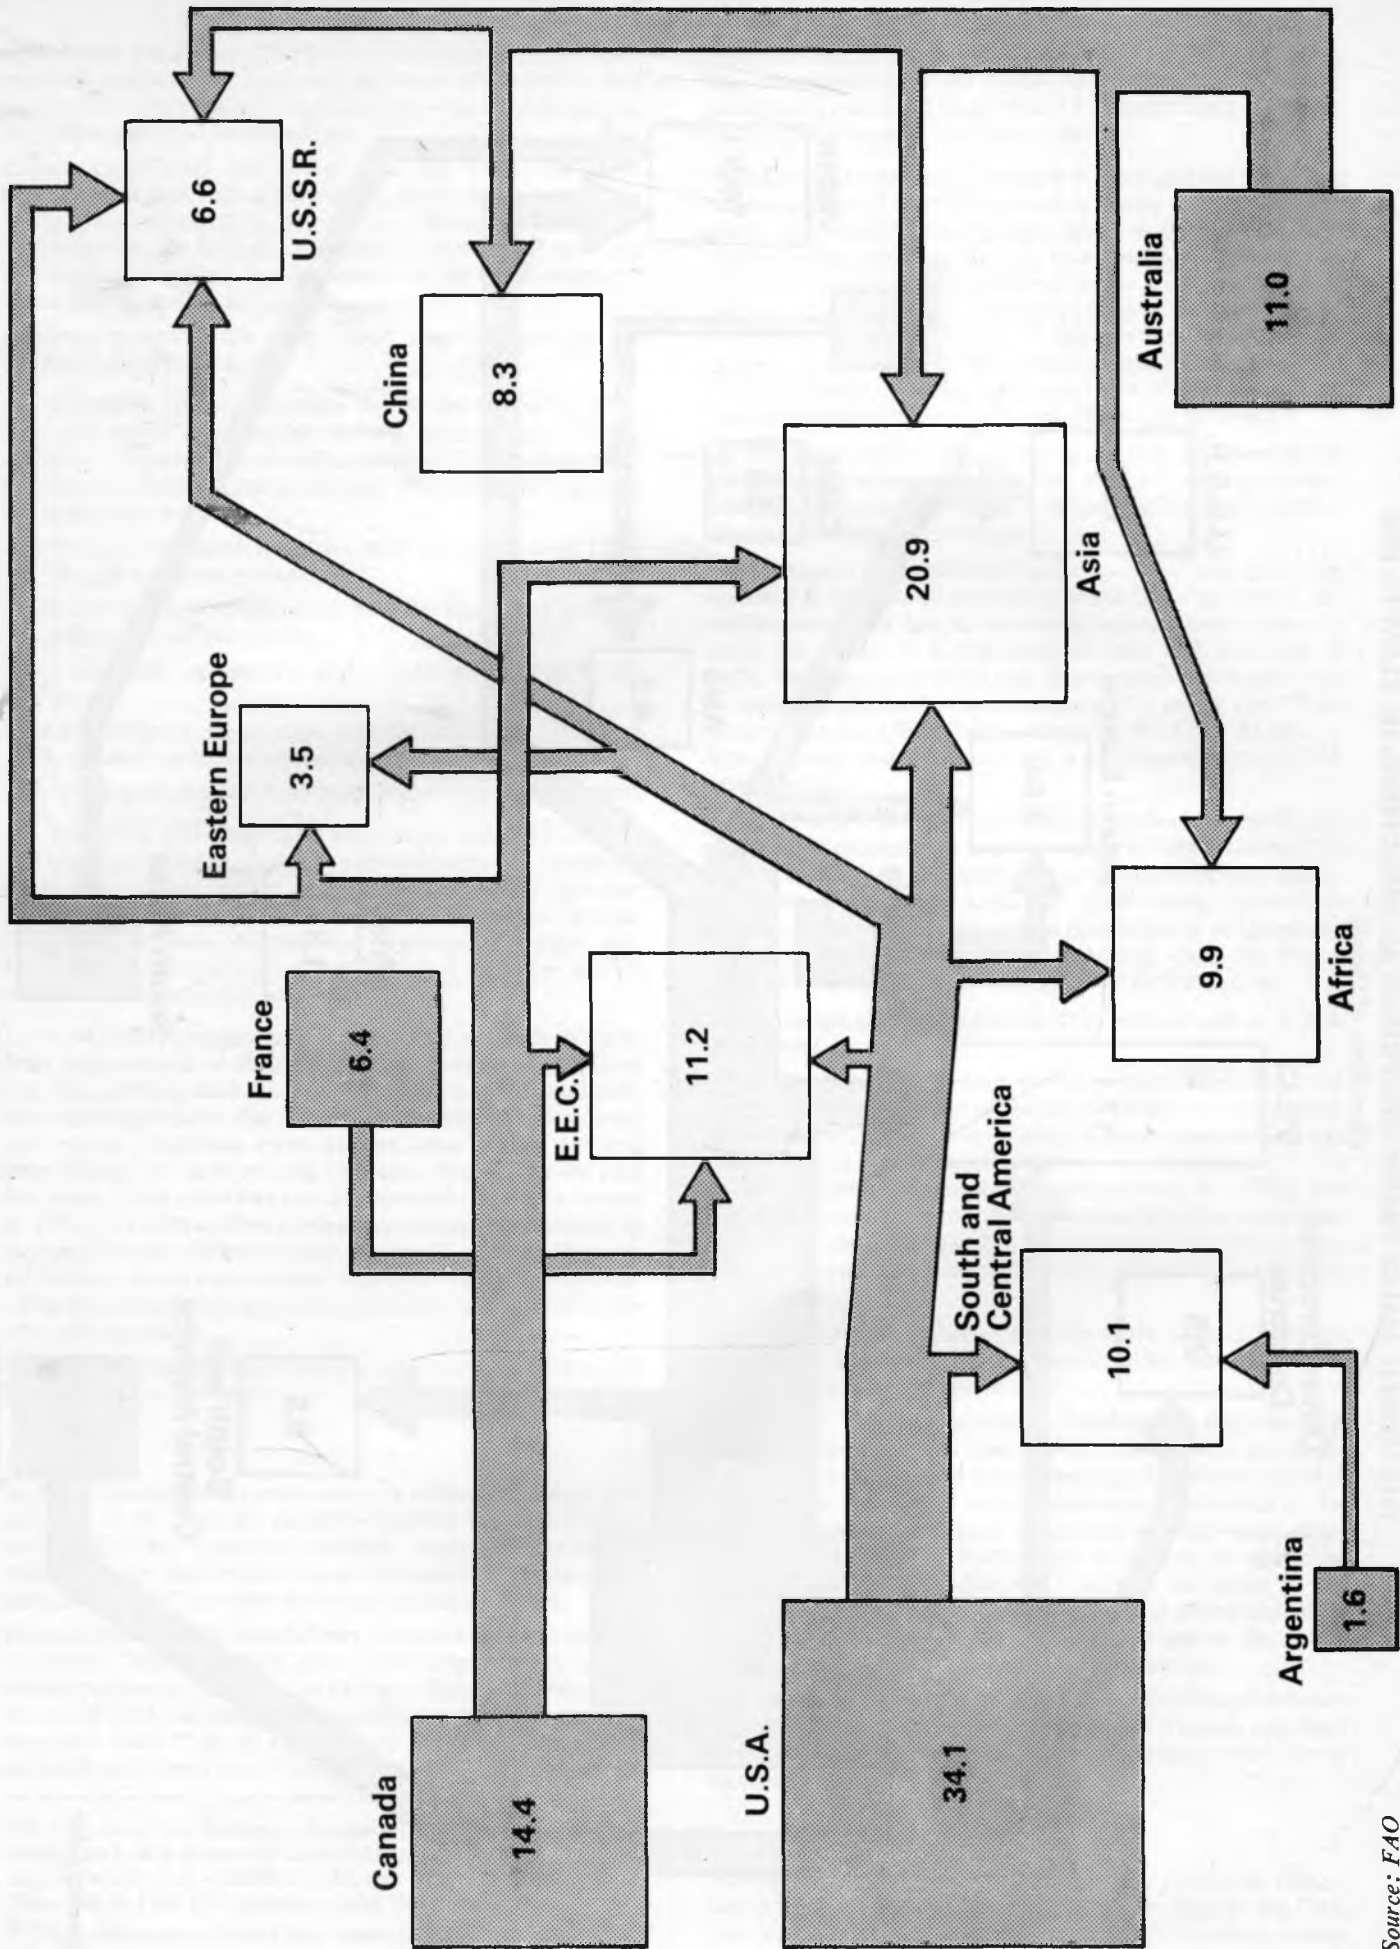 Canada
14.4
U.S.A.
34.1
Argentina
1.6
South and
Central America
10.1
France
6.4
E.E.C.
11.2
Africa
9.9
Eastern Europe
3.5
Asia
20.9
China
8.3
U.S.S.R.
6.6
Australia
11.0
Source: FAO